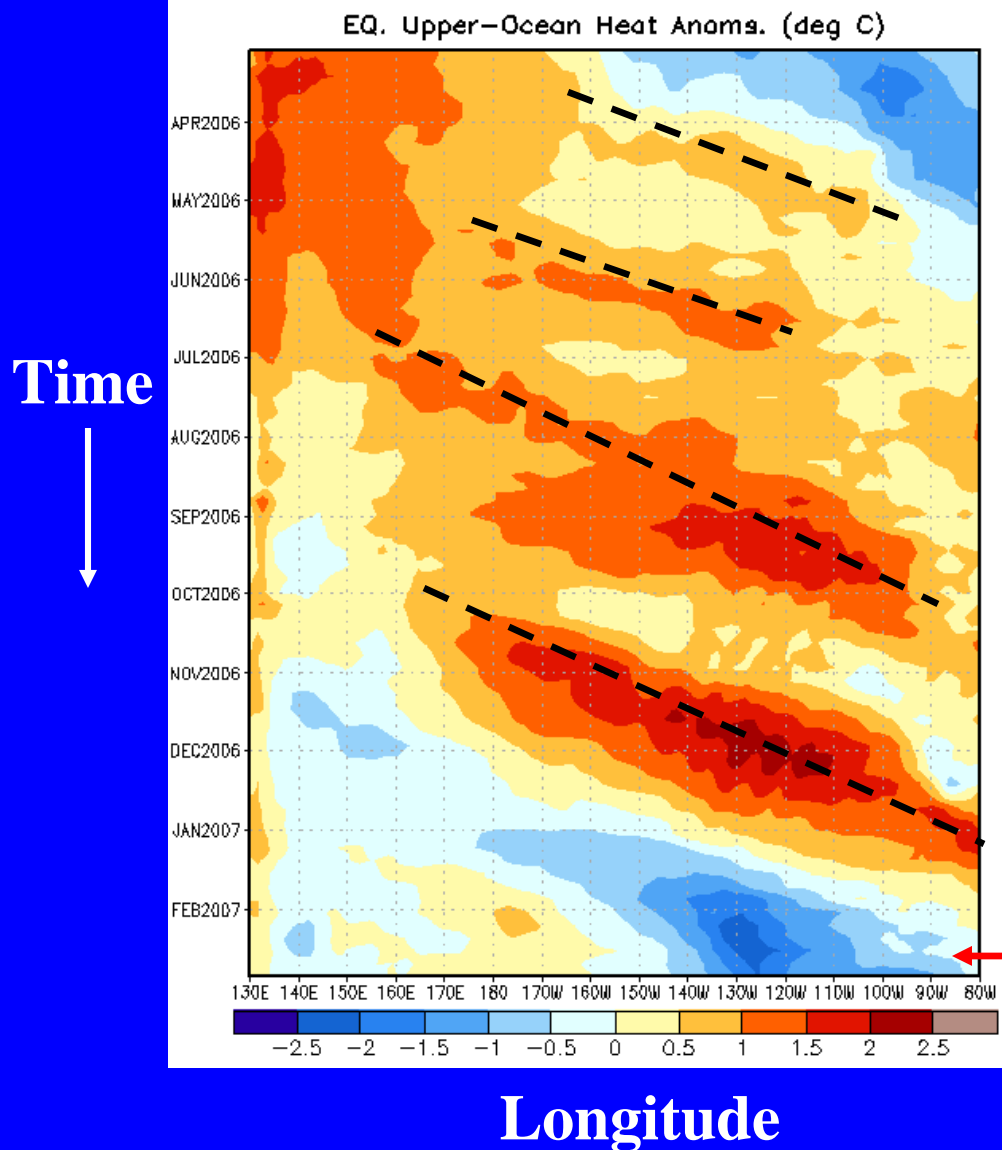 EQ. Upper-Ocean Heat Anoms. (deg C)
APR2006
MAY2006
JUN2006
JUL2006
Time
AUG2006
SEP2006
OCT2006
NOV2006
DEC2006
JAN2007
FEB2007
130E 140E 150E 160E 170E 180 170W 160W 150W 140W 130W 120W 110W 100W 90W 80W
-2.5 -2 -1.5 -1 -0.5 0 0.5 1 1.5 2 2.5
Longitude